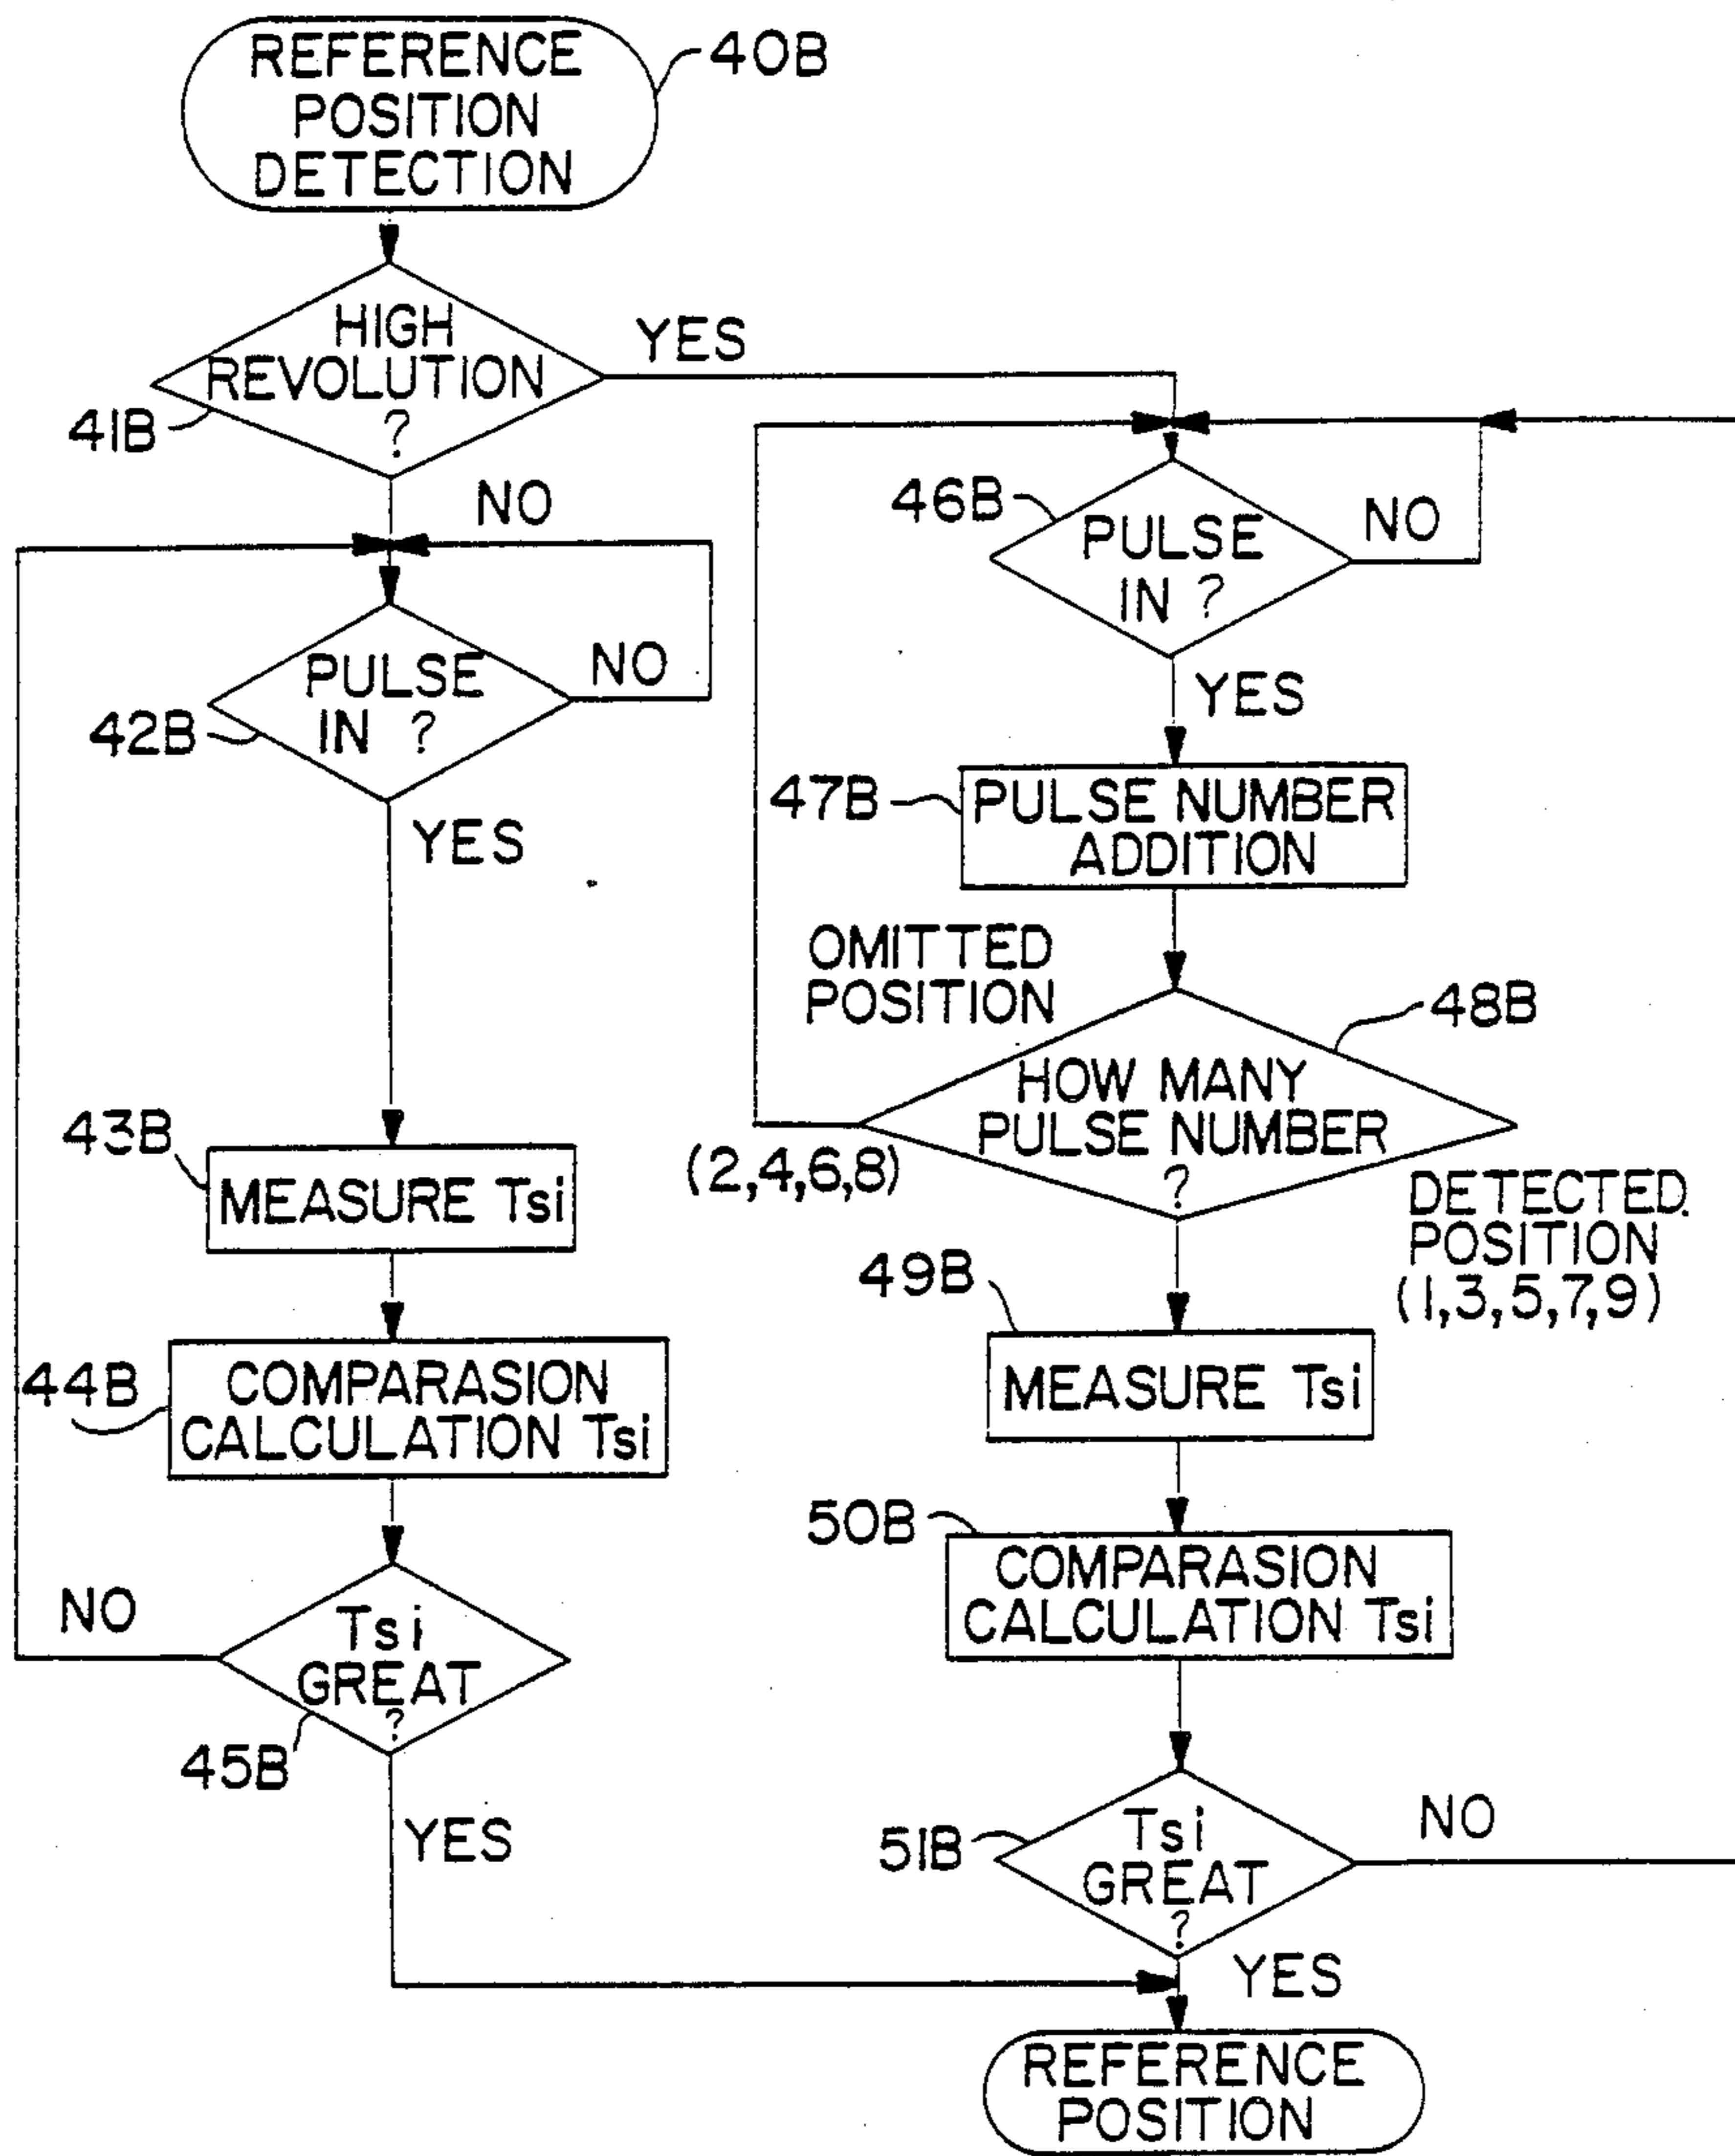 REFERENCE
POSITION
DETECTION
40B
HIGH
REVOLUTION
?
41B
YES
NO
PULSE
IN ?
42B
NO
YES
43B
MEASURE Tsi
44B
COMPARASION
CALCULATION Tsi
NO
Tsi
GREAT
?
45B
YES
46B
PULSE
IN ?
NO
YES
47B
PULSE NUMBER
ADDITION
OMITTED
POSITION
48B
HOW MANY
PULSE NUMBER
?
(2,4,6,8)
DETECTED
POSITION
(1,3,5,7,9)
49B
MEASURE Tsi
50B
COMPARASION
CALCULATION Tsi
51B
Tsi
GREAT
?
NO
YES
REFERENCE
POSITION